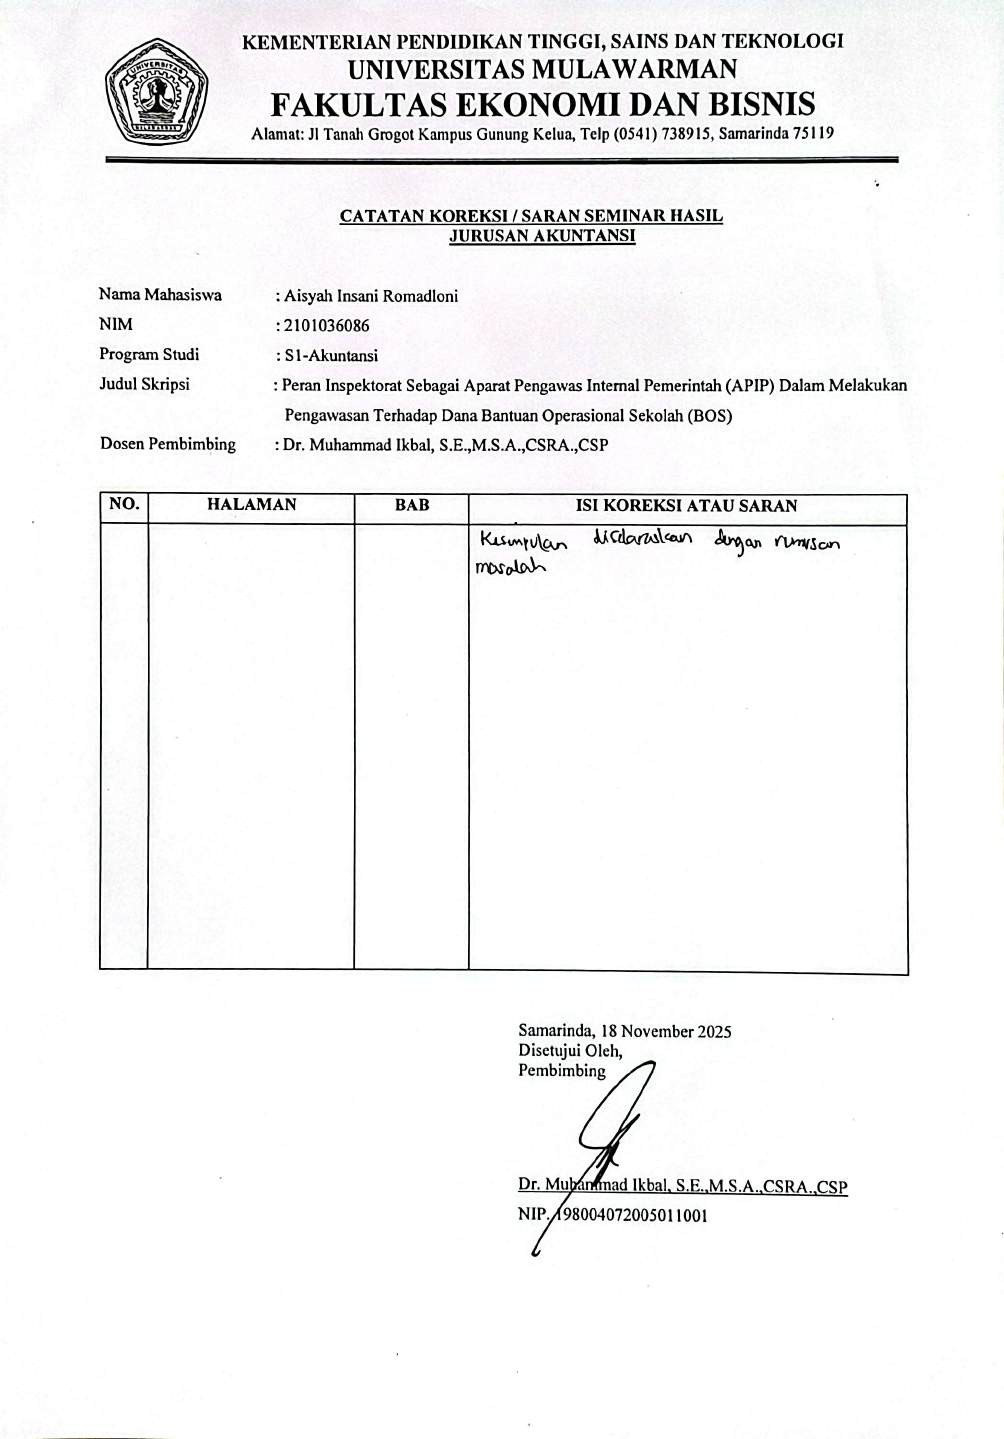 KEMENTERIAN PENDIDIKAN TINGGI, SAINS DAN TEKNOLOGI
UNIVERSITAS MULAWARMAN
FAKULTAS EKONOMI DAN BISNIS
Alamat: Jl Tanah Grogot Kampus Gunung Kelua, Telp (0541) 738915, Samarinda 75119
UNIVERSITAS
CATATAN KOREKSI / SARAN SEMINAR HASIL
JURUSAN AKUNTANSI
Nama Mahasiswa : Aisyah Insani Romadloni
NIM : 2101036086
Program Studi : S1-Akuntansi
Judul Skripsi : Peran Inspektorat Sebagai Aparat Pengawas Internal Pemerintah (APIP) Dalam Melakukan
Pengawasan Terhadap Dana Bantuan Operasional Sekolah (BOS)
Dosen Pembimbing : Dr. Muhammad Ikbal, S.E.,M.S.A.,CSRA.,CSP
NO. HALAMAN BAB ISI KOREKSI ATAU SARAN
Kesimpulan diselaraskan dengan rumusan
masalah
Samarinda, 18 November 2025
Disetujui Oleh,
Pembimbing
Dr. Muhammad Ikbal, S.E.,M.S.A.,CSRA.,CSP
NIP. 198004072005011001